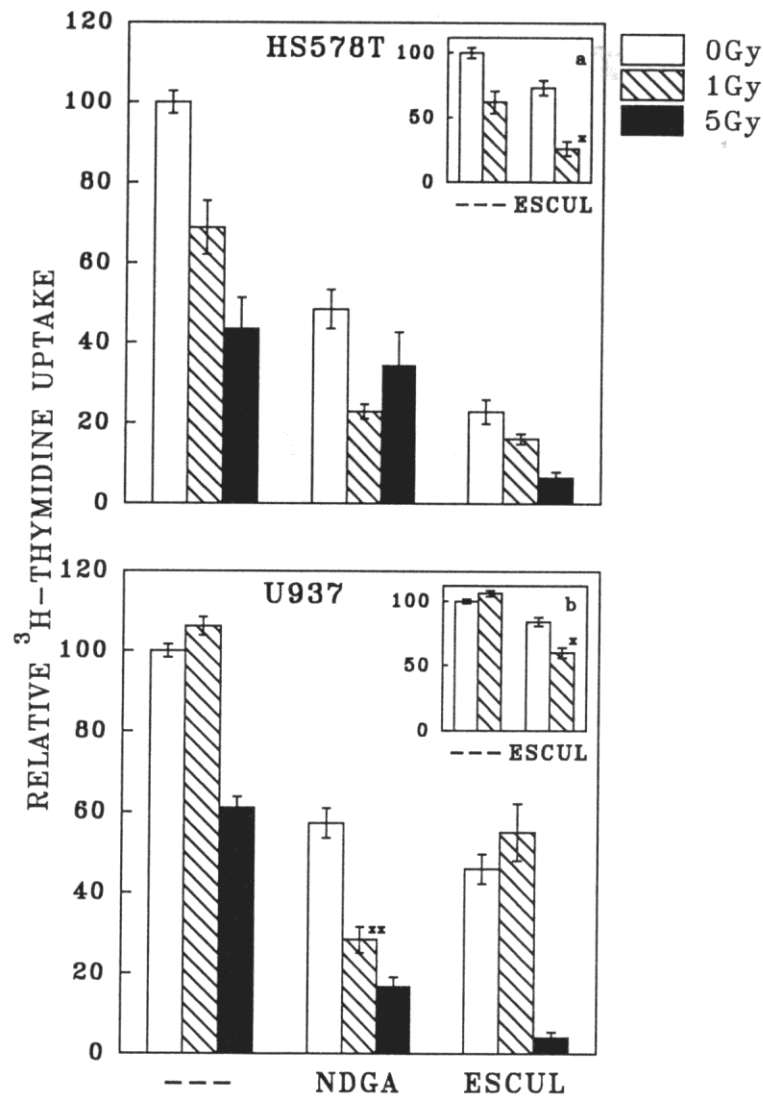 120
100
80
60
40
20
0
HS578T
a
100
50
0
--- ESCUL
x
0Gy
1Gy
5Gy
RELATIVE ³H-THYMIDINE UPTAKE
120
100
80
60
40
20
0
U937
b
100
50
0
--- ESCUL
x
xx
--- NDGA ESCUL